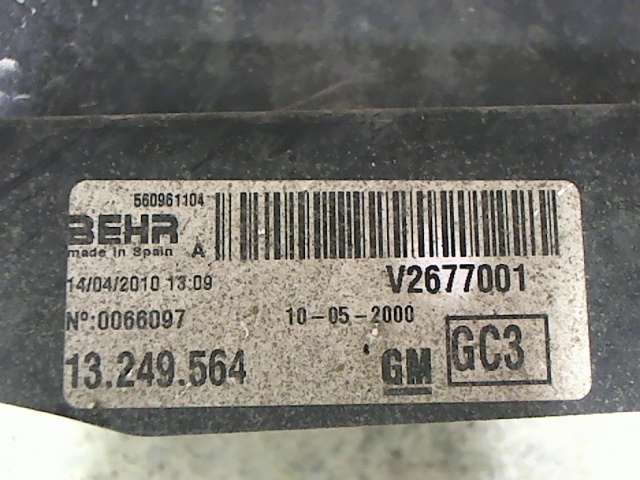 560961104
BEHR
made in Spain A
14/04/2010 13:09
V2677001
Nº:0066097
10-05-2000
13.249.564
GM
GC3